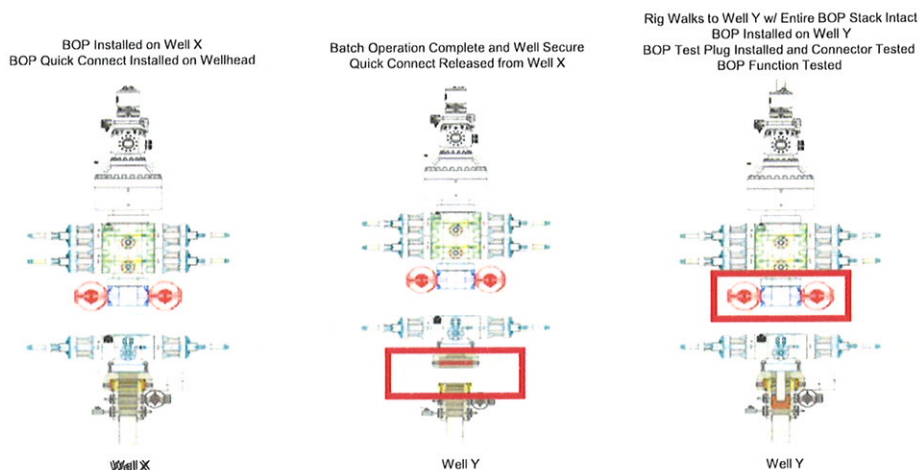 BOP Installed on Well X
BOP Quick Connect Installed on Wellhead
Batch Operation Complete and Well Secure
Quick Connect Released from Well X
Rig Walks to Well Y w/ Entire BOP Stack Intact
BOP Installed on Well Y
BOP Test Plug Installed and Connector Tested
BOP Function Tested
Well X
Well Y
Well Y